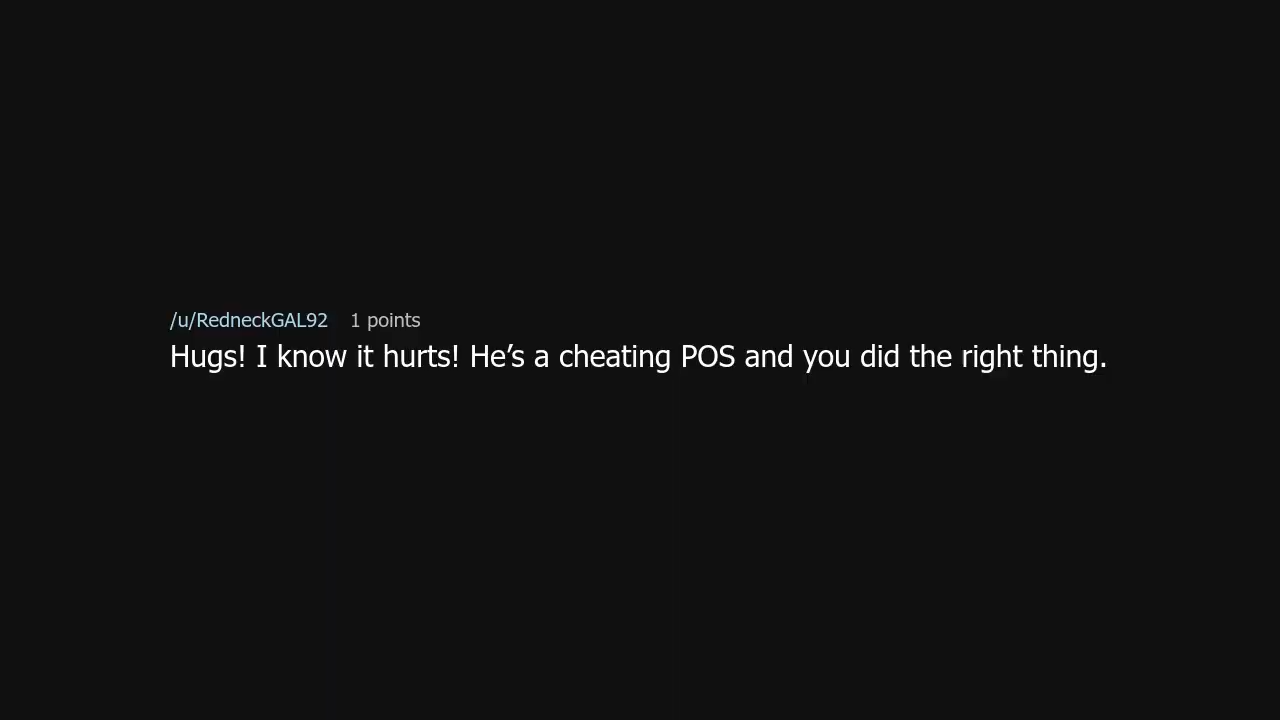 /u/RedneckGAL92 1 points
Hugs! I know it hurts! He’s a cheating POS and you did the right thing.